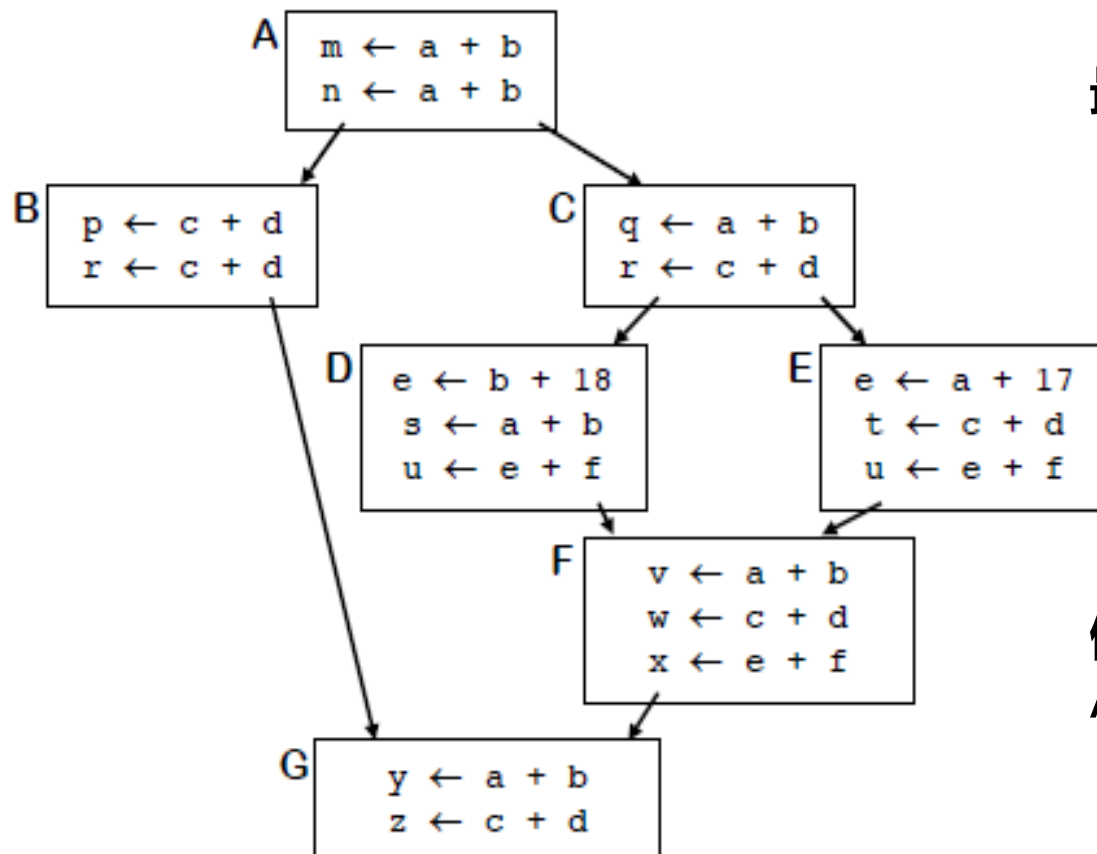 A
m ← a + b
n ← a + b
B
p ← c + d
r ← c + d
C
q ← a + b
r ← c + d
D
e ← b + 18
s ← a + b
u ← e + f
E
e ← a + 17
t ← c + d
u ← e + f
F
v ← a + b
w ← c + d
x ← e + f
G
y ← a + b
z ← c + d